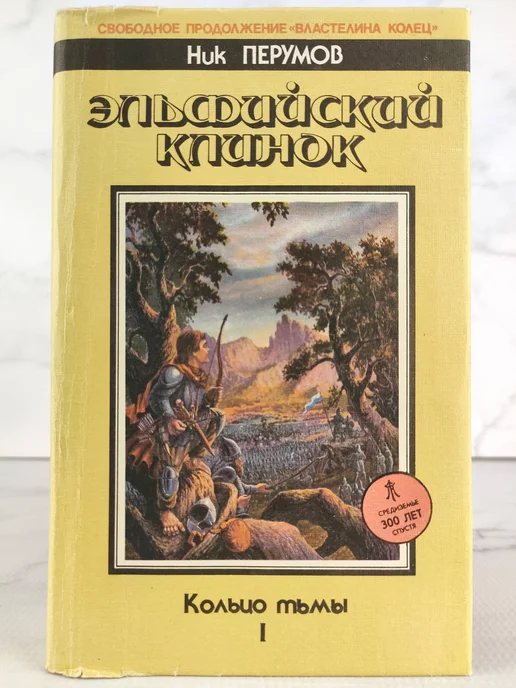 СВОБОДНОЕ ПРОДОЛЖЕНИЕ «ВЛАСТЕЛИНА КОЛЕЦ»
Ник ПЕРУМОВ
ЭЛЬФИЙСКИЙ
КЛИНОК
СРЕДИЗЕМЬЕ
300 ЛЕТ
СПУСТЯ
Кольцо тьмы
I